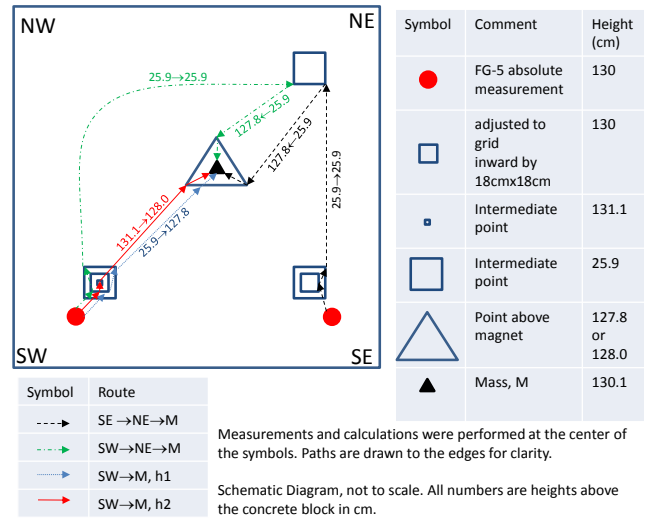 NW
NE
25.9→25.9
127.8←25.9
127.8←25.9
25.9→25.9
131.1→128.0
25.9→127.8
SW
SE
Symbol Comment Height
(cm)
FG-5 absolute
measurement
130
adjusted to
grid
inward by
18cmx18cm
130
Intermediate
point
131.1
Intermediate
point
25.9
Point above
magnet
127.8
or
128.0
Mass, M 130.1
Symbol Route
SE →NE→M
SW→NE→M
SW→M, h1
SW→M, h2
Measurements and calculations were performed at the center of
the symbols. Paths are drawn to the edges for clarity.
Schematic Diagram, not to scale. All numbers are heights above
the concrete block in cm.